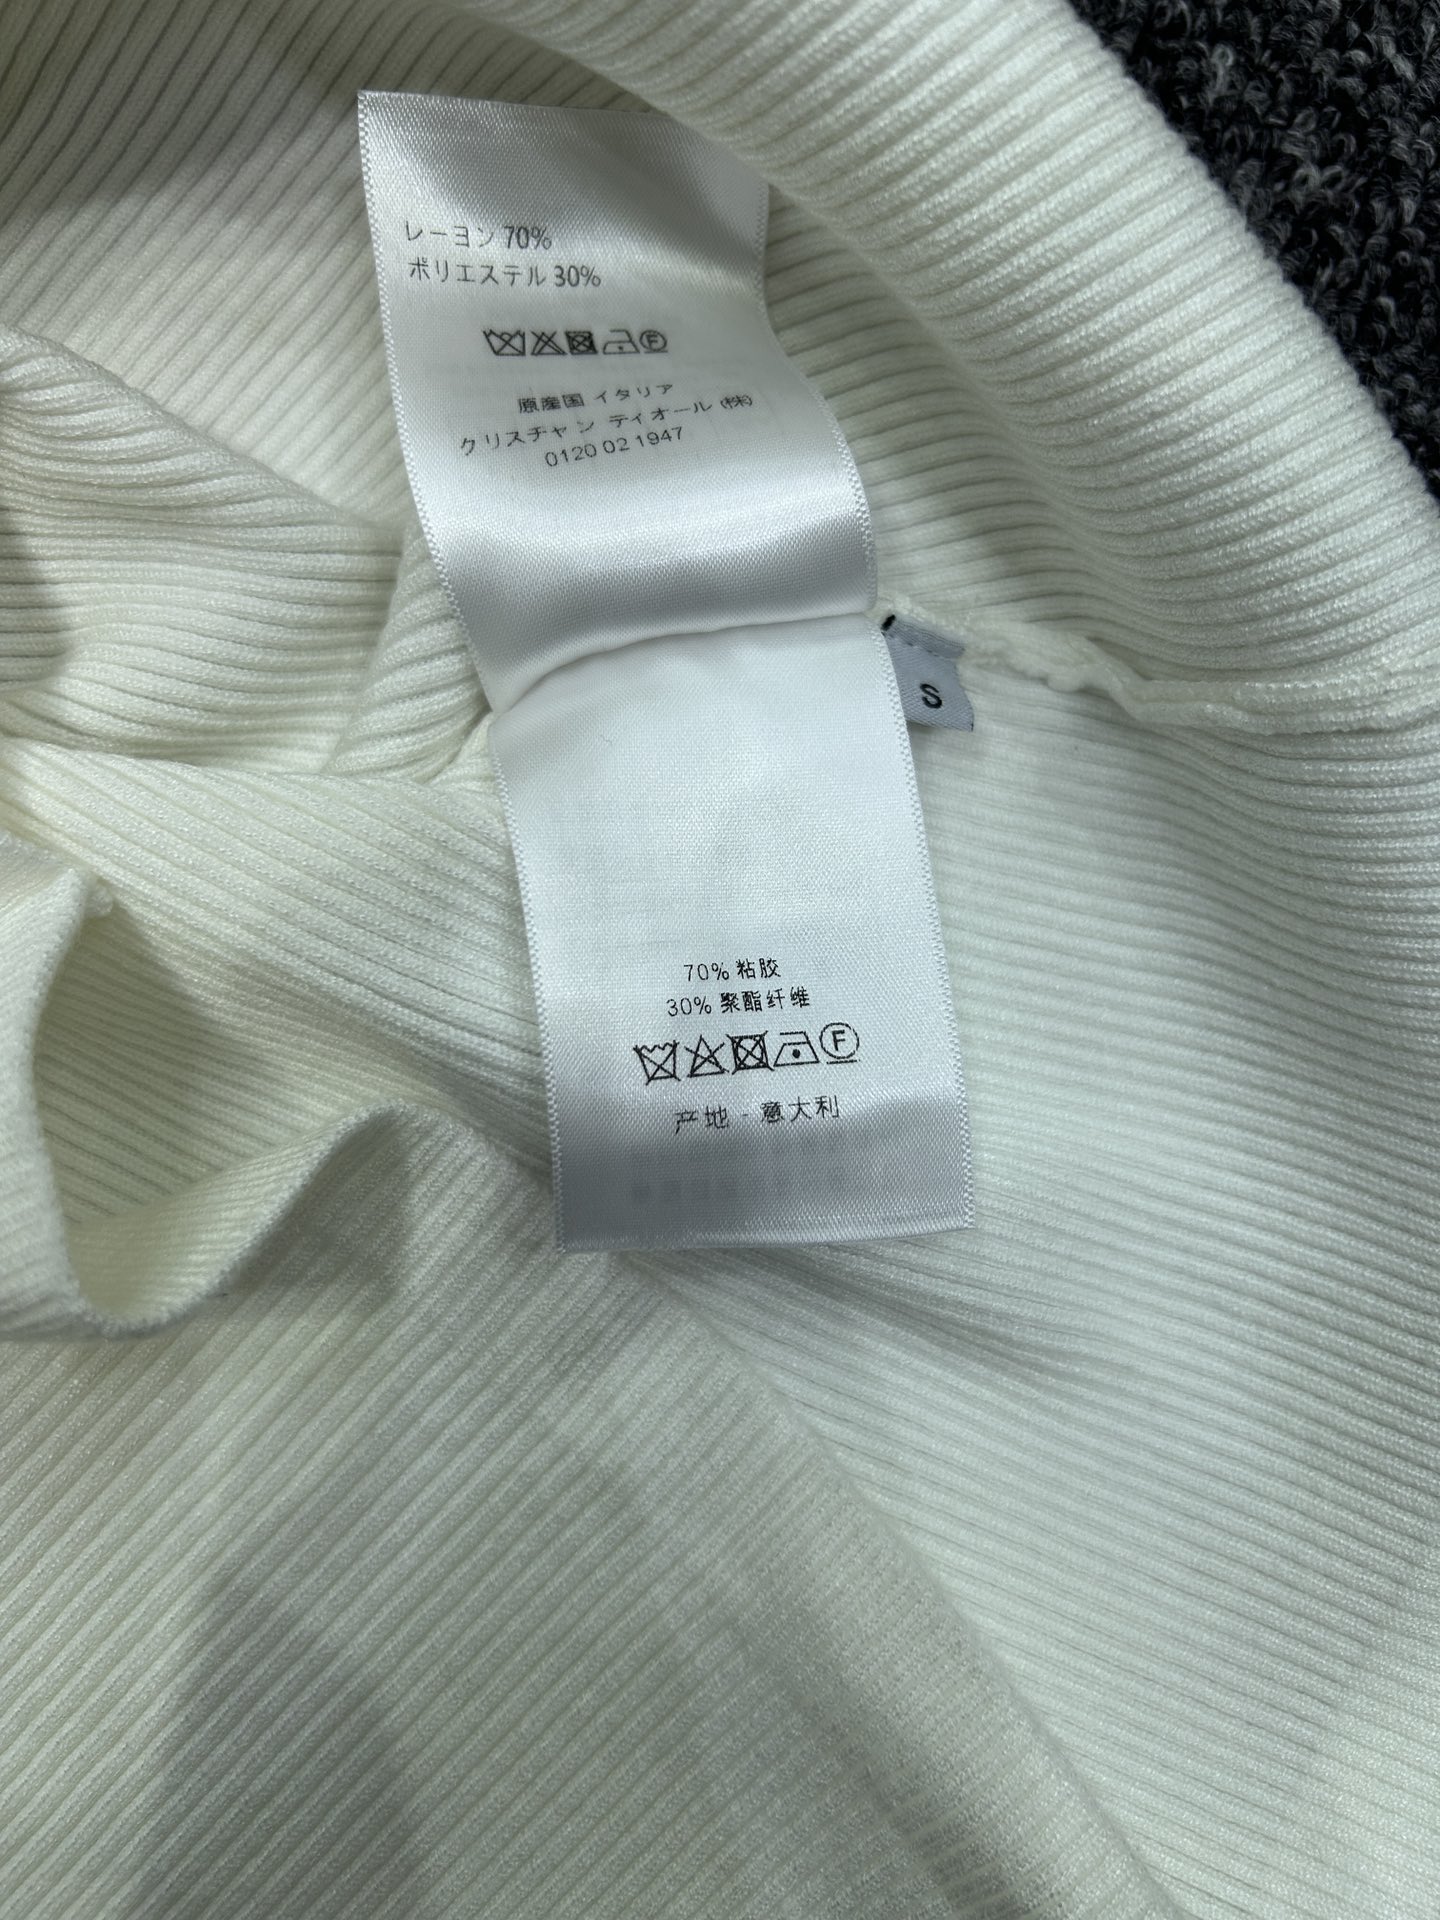 レーヨン 70%
ポリエステル 30%
F
原産国 イタリア
クリスチャン ディオール (株)
0120 02 1947
S
70% 粘胶
30% 聚酯纤维
F
产地 - 意大利